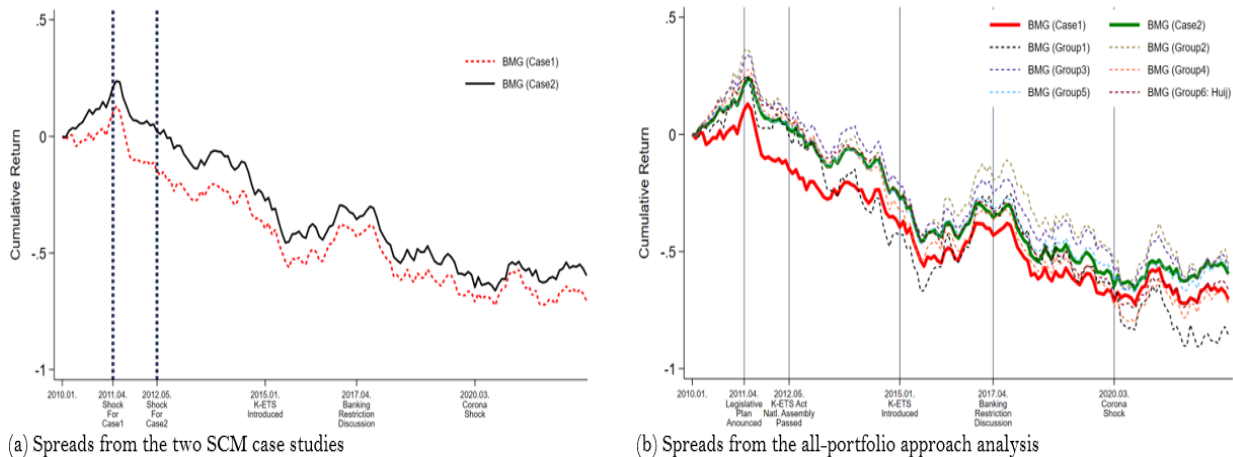 .5
0
-.5
-1
Cumulative Return
BMG (Case1)
BMG (Case2)
2010.01.
2011.04.
Shock
For
Case1
2012.05.
Shock
For
Case2
2015.01.
K-ETS
Introduced
2017.04.
Banking
Restriction
Discussion
2020.03.
Corona
Shock
(a) Spreads from the two SCM case studies
.5
0
-.5
-1
Cumulative Return
BMG (Case1)
BMG (Case2)
BMG (Group1)
BMG (Group2)
BMG (Group3)
BMG (Group4)
BMG (Group5)
BMG (Group6: Huij)
2010.01.
2011.04.
Legislative
Plan
Anounced
2012.05.
K-ETS Act
Natl. Assembly
Passed
2015.01.
K-ETS
Introduced
2017.04.
Banking
Restriction
Discussion
2020.03.
Corona
Shock
(b) Spreads from the all-portfolio approach analysis